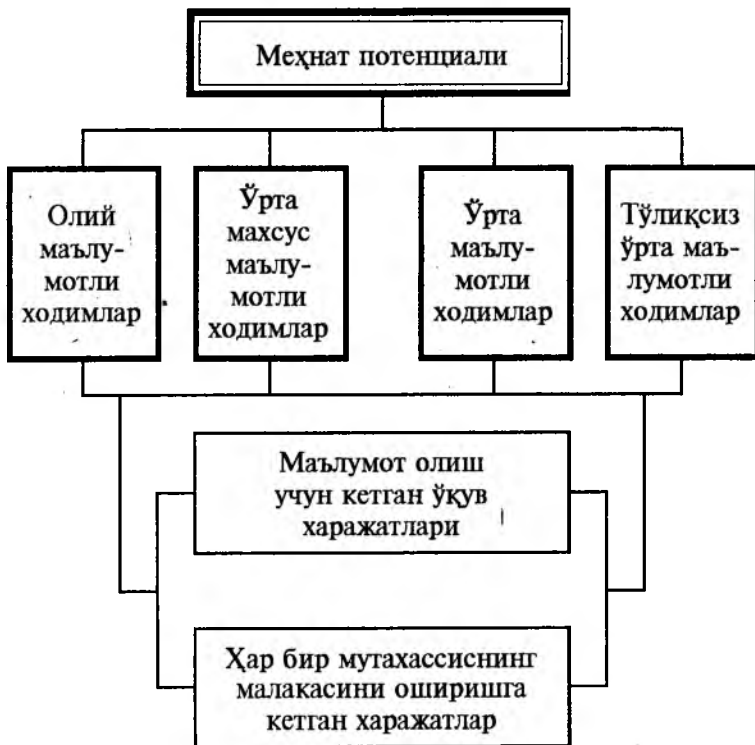 Меҳнат потенциали
Олий
маълу-
мотли
ходимлар
Ўрта
махсус
маълу-
мотли
ходимлар
Ўрта
маълу-
мотли
ходимлар
Тўлиқсиз
ўрта маъ-
лумотли
ходимлар
Маълумот олиш
учун кетган ўқув
харажатлари
Ҳар бир мутахассиснинг
малакасини оширишга
кетган харажатлар